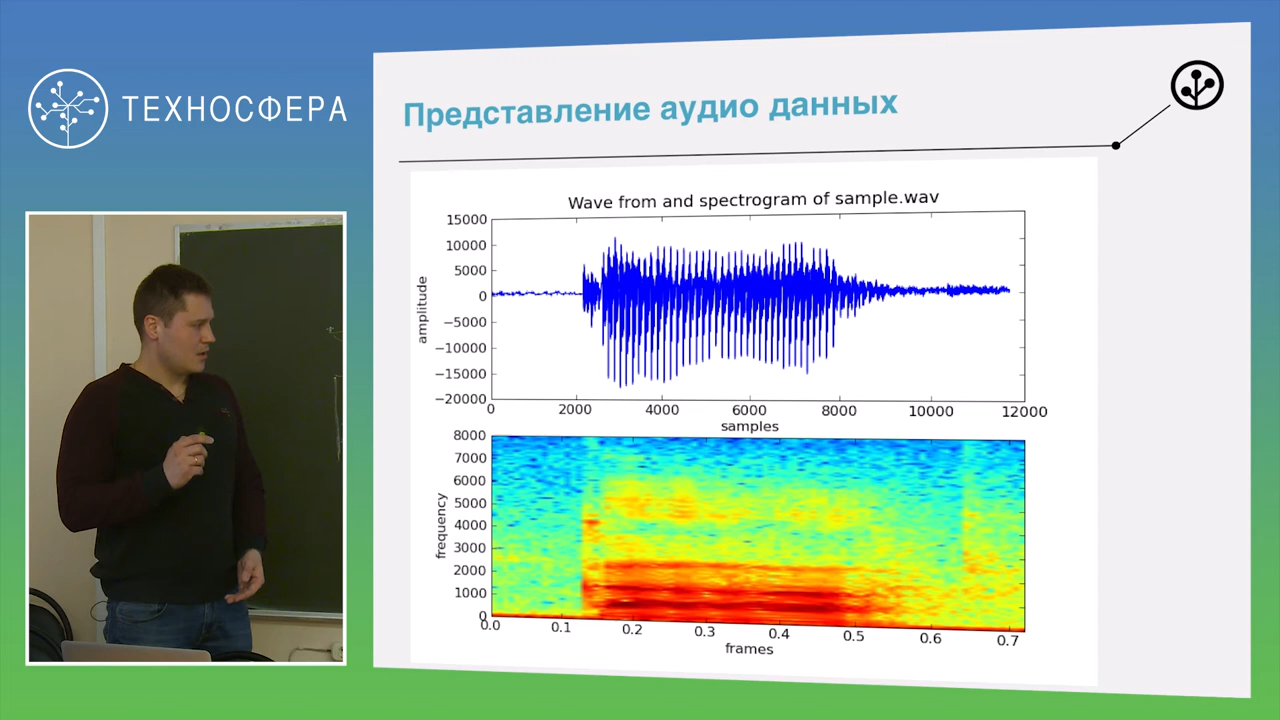 ТЕХНОСФЕРА
Представление аудио данных
Wave from and spectrogram of sample.wav
15000
10000
5000
0
−5000
−10000
−15000
−20000
amplitude
0 2000 4000 6000 8000 10000 12000
samples
8000
7000
6000
5000
4000
3000
2000
1000
0
frequency
0.0 0.1 0.2 0.3 0.4 0.5 0.6 0.7
frames